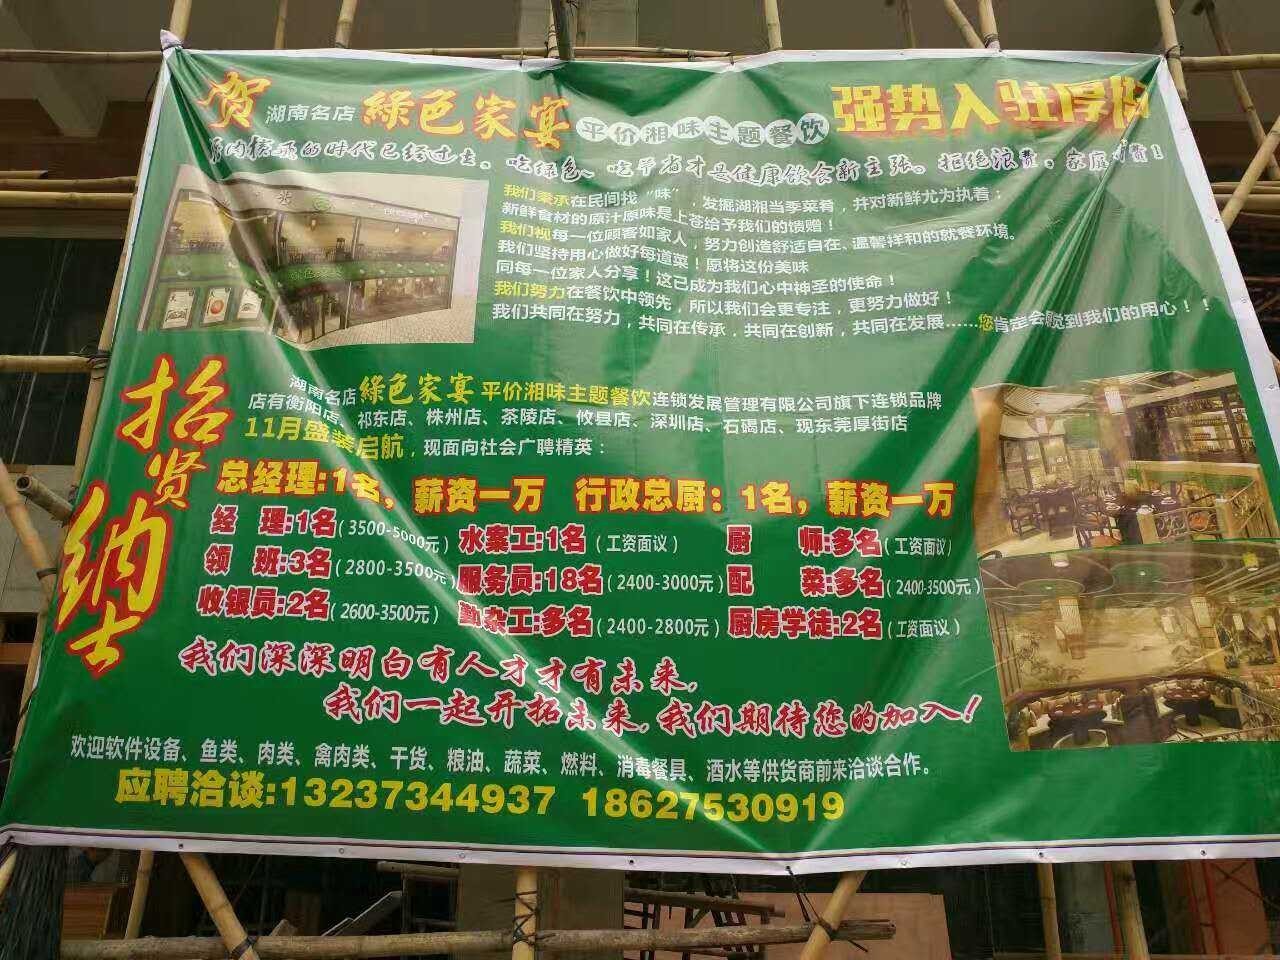 贺 湖南名店 綠色家宴 平价湘味主题餐饮 强势入驻厚街
的时代已经过去。吃绿色、吃节省才是健康饮食新主张。拒绝浪费,家庭消费!
我们秉承在民间找“味”,发掘湖湘当季菜肴,并对新鲜尤为执着;
新鲜食材的原汁原味是上苍给予我们的馈赠!
我们视每一位顾客如家人,努力创造舒适自在、温馨祥和的就餐环境。
我们坚持用心做好每道菜!愿将这份美味
同每一位家人分享!这已成为我们心中神圣的使命!
我们努力在餐饮中领先,所以我们会更专注,更努力做好!
我们共同在努力,共同在传承,共同在创新,共同在发展......您肯定会感觉到我们的用心!!
招贤纳士
湖南名店 綠色家宴 平价湘味主题餐饮 连锁发展管理有限公司旗下连锁品牌
店有衡阳店、祁东店、株州店、茶陵店、攸县店、深圳店、石碣店、现东莞厚街店
11月盛装启航,现面向社会广聘精英:
总经理:1名,薪资一万 行政总厨:1名,薪资一万
经 理:1名(3500-5000元) 水案工:1名(工资面议) 厨 师:多名(工资面议)
领 班:3名(2800-3500元) 服务员:18名(2400-3000元) 配 菜:多名(2400-3500元)
收银员:2名(2600-3500元) 勤杂工:多名(2400-2800元) 厨房学徒:2名(工资面议)
我们深深明白有人才才有未来,
我们一起开拓未来,我们期待您的加入!
欢迎软件设备、鱼类、肉类、禽肉类、干货、粮油、蔬菜、燃料、消毒餐具、酒水等供货商前来洽谈合作。
应聘洽谈:13237344937 18627530919